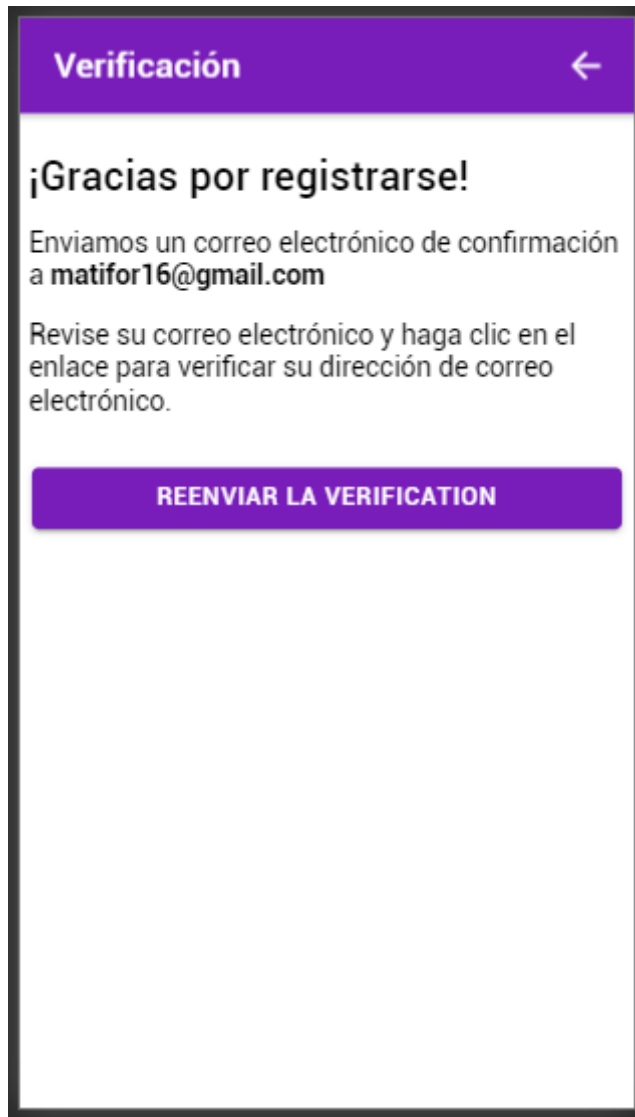 Verificación
¡Gracias por registrarse!
Enviamos un correo electrónico de confirmación
a matifor16@gmail.com
Revise su correo electrónico y haga clic en el
enlace para verificar su dirección de correo
electrónico.
REENVIAR LA VERIFICATION